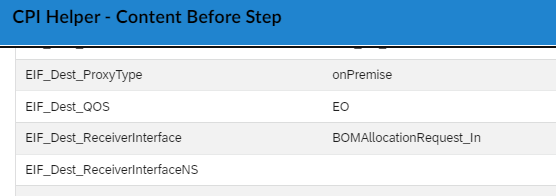 CPI Helper - Content Before Step
EIF_Dest_ProxyType onPremise
EIF_Dest_QOS EO
EIF_Dest_ReceiverInterface BOMAllocationRequest_In
EIF_Dest_ReceiverInterfaceNS